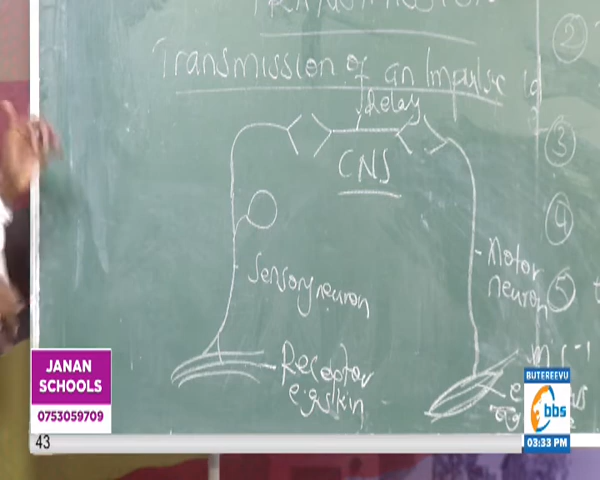 Transmission of an Impulse
Relay
CNS
Sensory neuron
Motor
neuron
Receptor
e.g skin
②
③
④
⑤
m s⁻¹
JANAN
SCHOOLS
0753059709
43
BUTEREEVU
bbs
03:33 PM